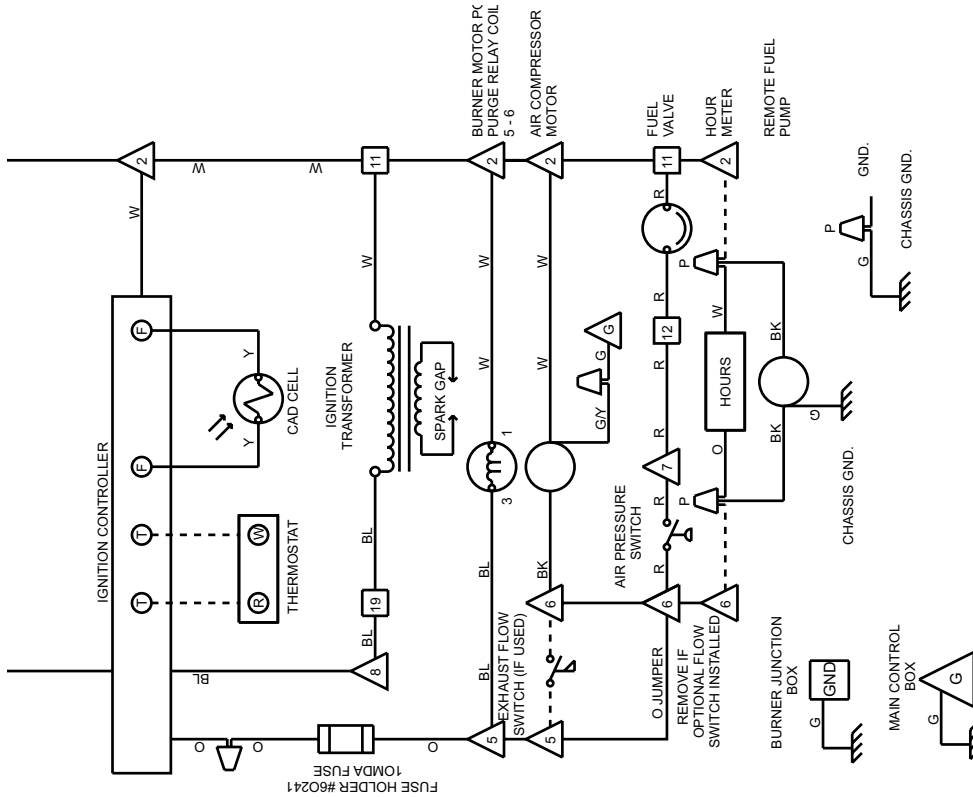 W
2
W
W
11
2
BURNER MOTOR PO
PURGE RELAY COIL
5 - 6
2
AIR COMPRESSOR
MOTOR
11
FUEL
VALVE
2
HOUR
METER
REMOTE FUEL
PUMP
IGNITION CONTROLLER
F
F
T
T
Y
Y
CAD CELL
THERMOSTAT
W
R
IGNITION
TRANSFORMER
SPARK GAP
W
BL
19
BL
8
BL
W
W
1
3
BL
BL
W
W
G
G
G/Y
BK
6
EXHAUST FLOW
SWITCH (IF USED)
5
5
R
R
12
R
R
7
R
AIR PRESSURE
SWITCH
R
6
6
P
W
HOURS
O
P
BK
BK
G
CHASSIS GND.
P
G
GND.
CHASSIS GND.
O
O
O
FUSE HOLDER #6O241
1OMDA FUSE
O JUMPER
REMOVE IF
OPTIONAL FLOW
SWITCH INSTALLED
BURNER JUNCTION
BOX
GND
G
MAIN CONTROL
BOX
G
G